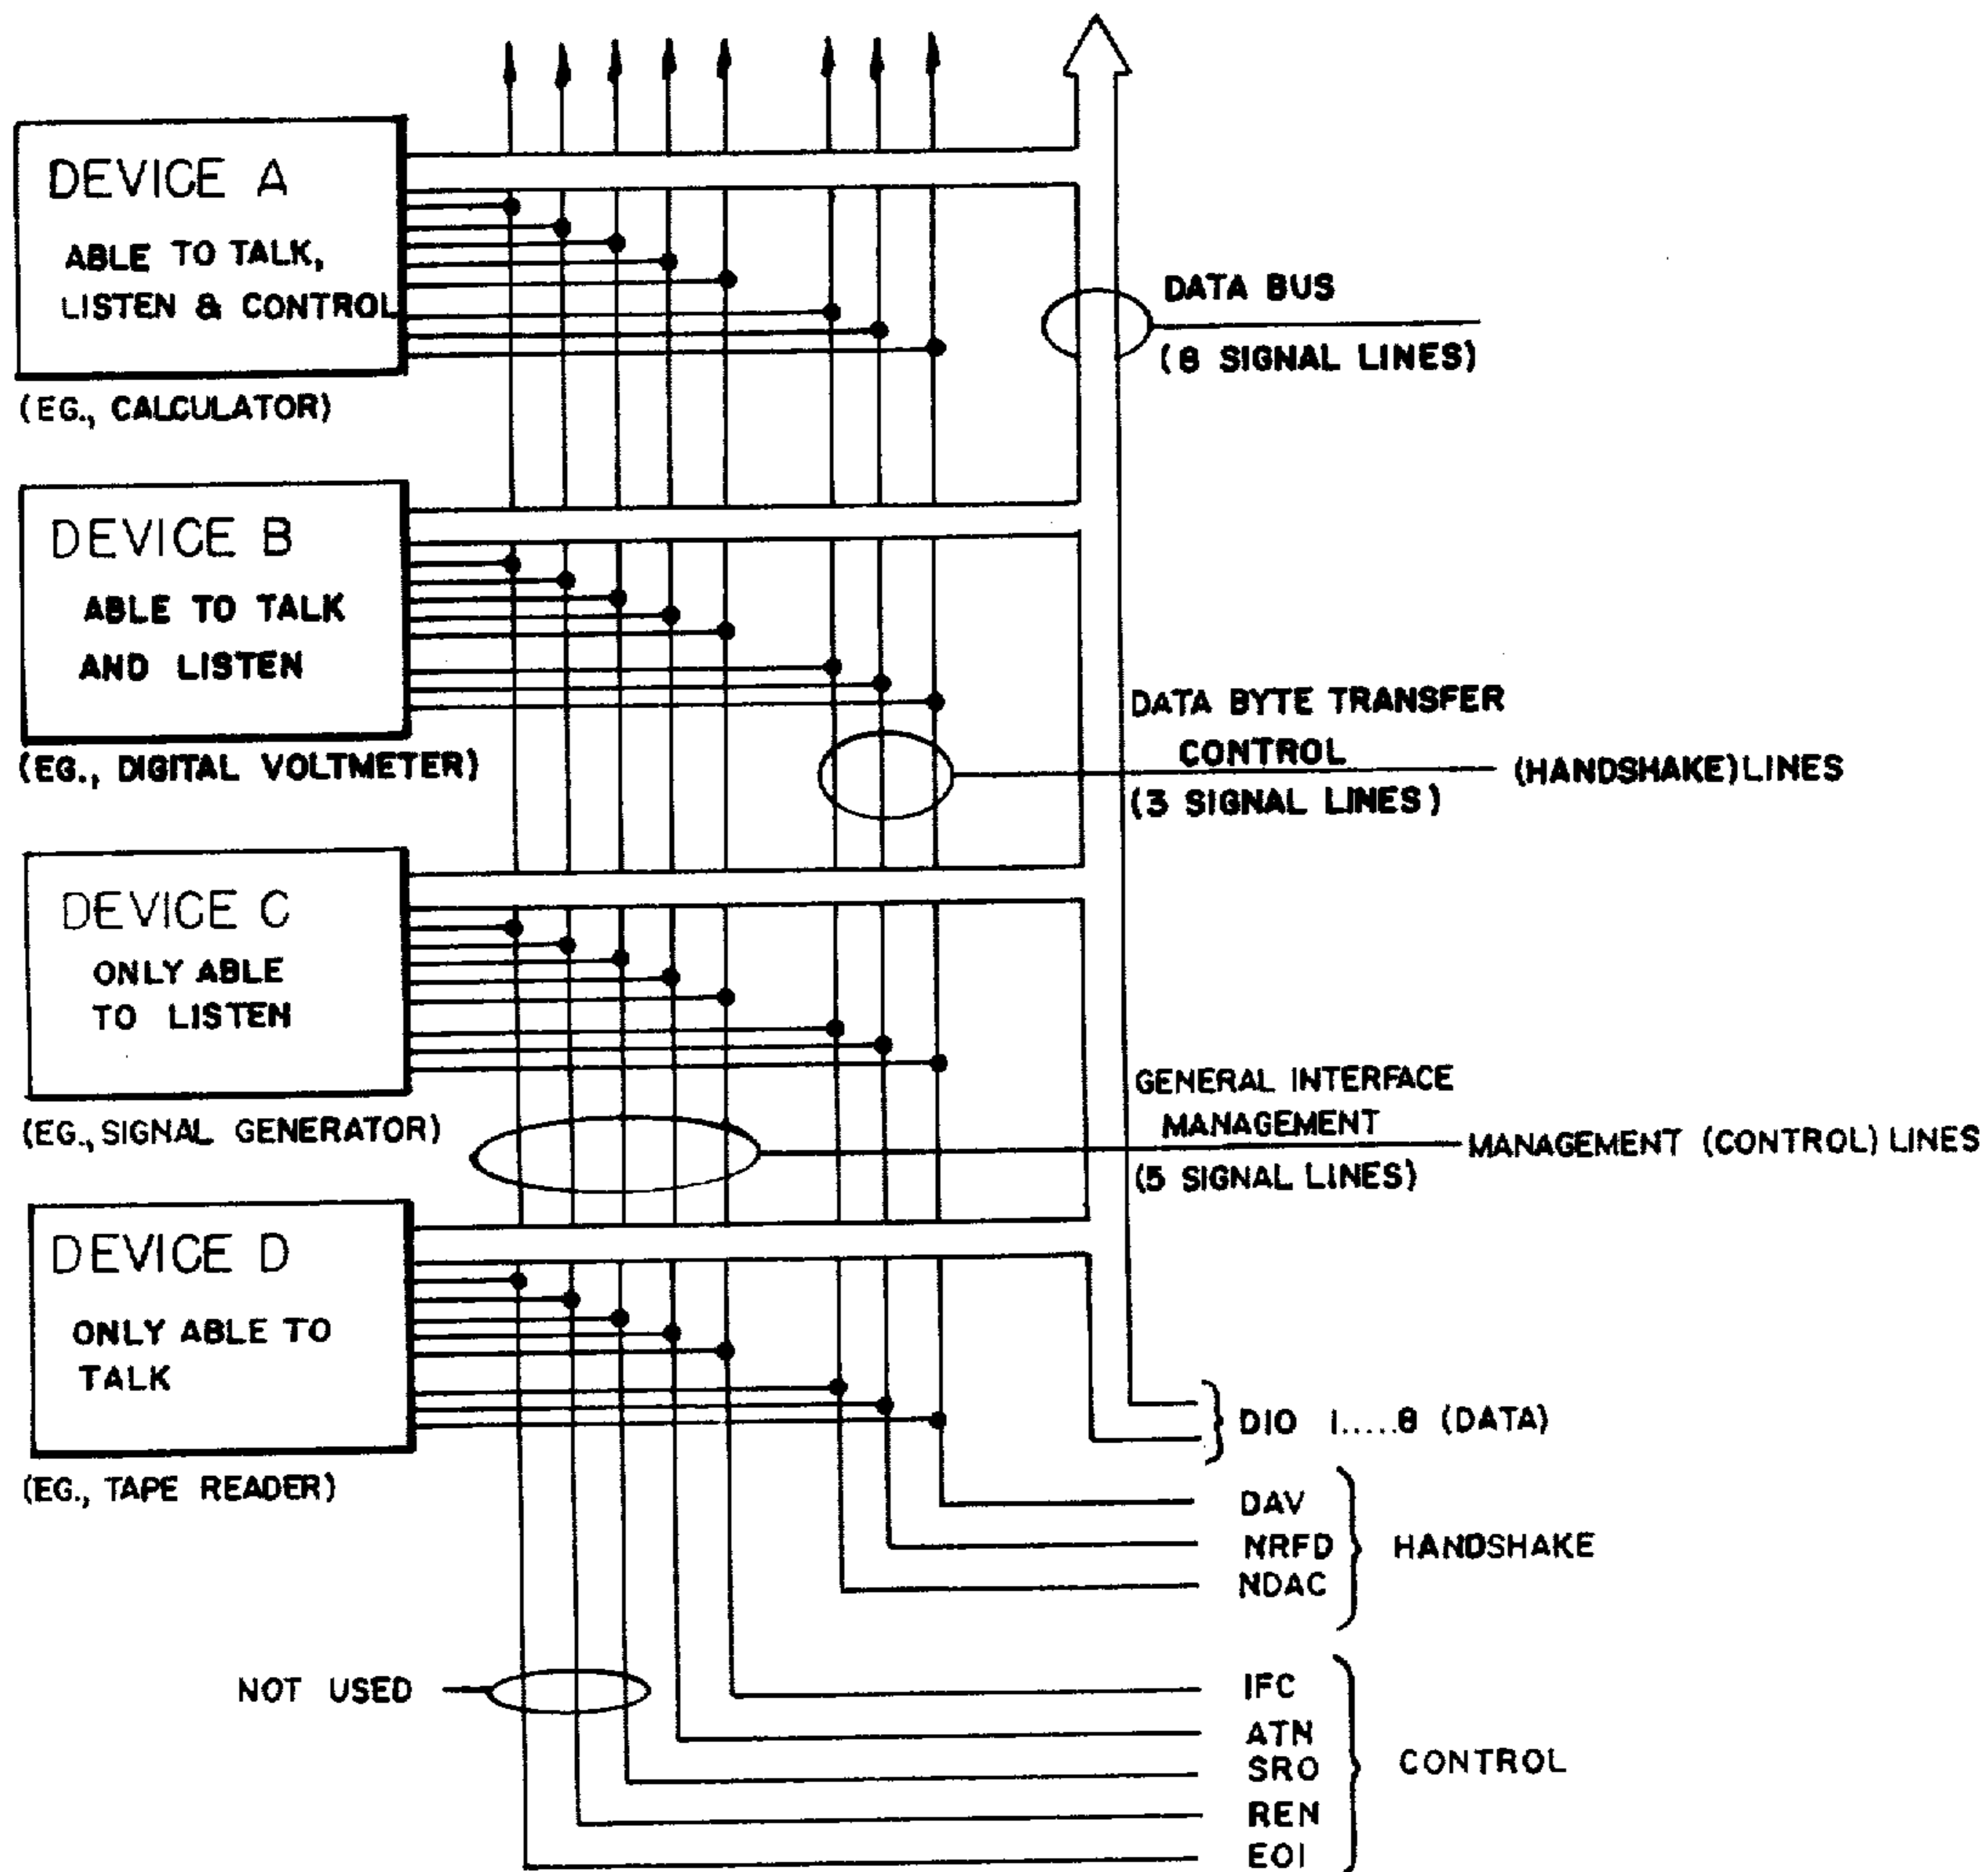 DEVICE A
ABLE TO TALK,
LISTEN & CONTROL
(EG., CALCULATOR)
DATA BUS
(8 SIGNAL LINES)
DEVICE B
ABLE TO TALK
AND LISTEN
(EG., DIGITAL VOLTMETER)
DATA BYTE TRANSFER
CONTROL
(3 SIGNAL LINES)
(HANDSHAKE) LINES
DEVICE C
ONLY ABLE
TO LISTEN
(EG., SIGNAL GENERATOR)
GENERAL INTERFACE
MANAGEMENT
(5 SIGNAL LINES)
MANAGEMENT (CONTROL) LINES
DEVICE D
ONLY ABLE TO
TALK
(EG., TAPE READER)
DIO 1.....8 (DATA)
DAV
NRFD
NDAC
HANDSHAKE
NOT USED
IFC
ATN
SRO
REN
EOI
CONTROL